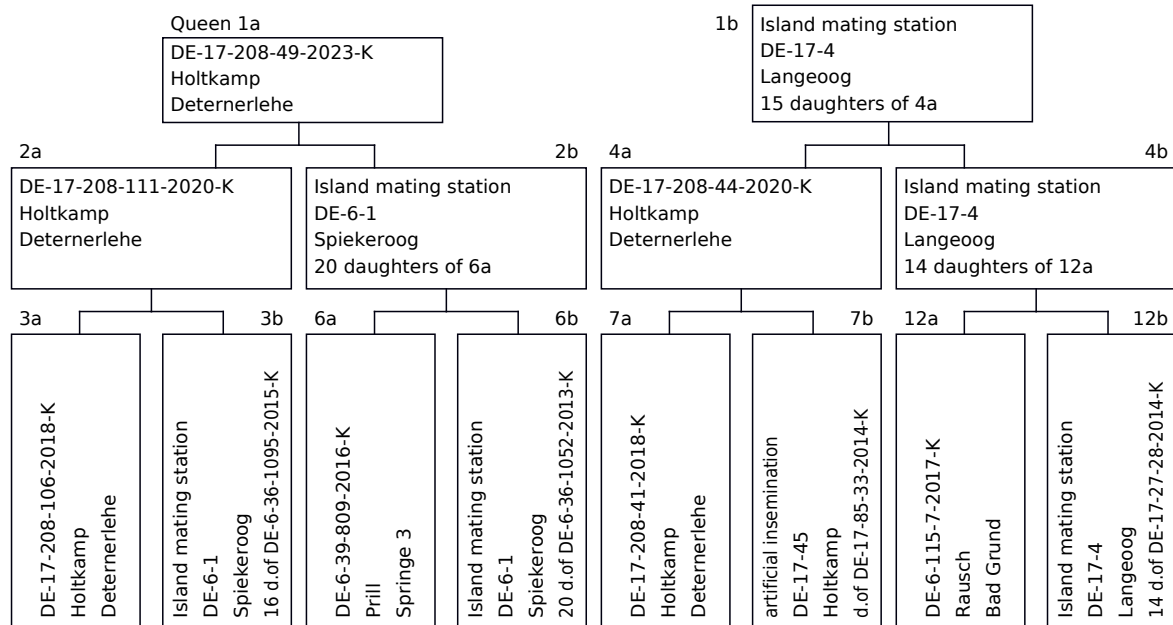 Queen 1a
DE-17-208-49-2023-K
Holtkamp
Deternerlehe
1b
Island mating station
DE-17-4
Langeoog
15 daughters of 4a
2a
DE-17-208-111-2020-K
Holtkamp
Deternerlehe
2b
Island mating station
DE-6-1
Spiekeroog
20 daughters of 6a
4a
DE-17-208-44-2020-K
Holtkamp
Deternerlehe
4b
Island mating station
DE-17-4
Langeoog
14 daughters of 12a
3a
DE-17-208-106-2018-K
Holtkamp
Deternerlehe
3b
Island mating station
DE-6-1
Spiekeroog
16 d.of DE-6-36-1095-2015-K
6a
DE-6-39-809-2016-K
Prill
Springe 3
6b
Island mating station
DE-6-1
Spiekeroog
20 d.of DE-6-36-1052-2013-K
7a
DE-17-208-41-2018-K
Holtkamp
Deternerlehe
7b
artificial insemination
DE-17-45
Holtkamp
d.of DE-17-85-33-2014-K
12a
DE-6-115-7-2017-K
Rausch
Bad Grund
12b
Island mating station
DE-17-4
Langeoog
14 d.of DE-17-27-28-2014-K